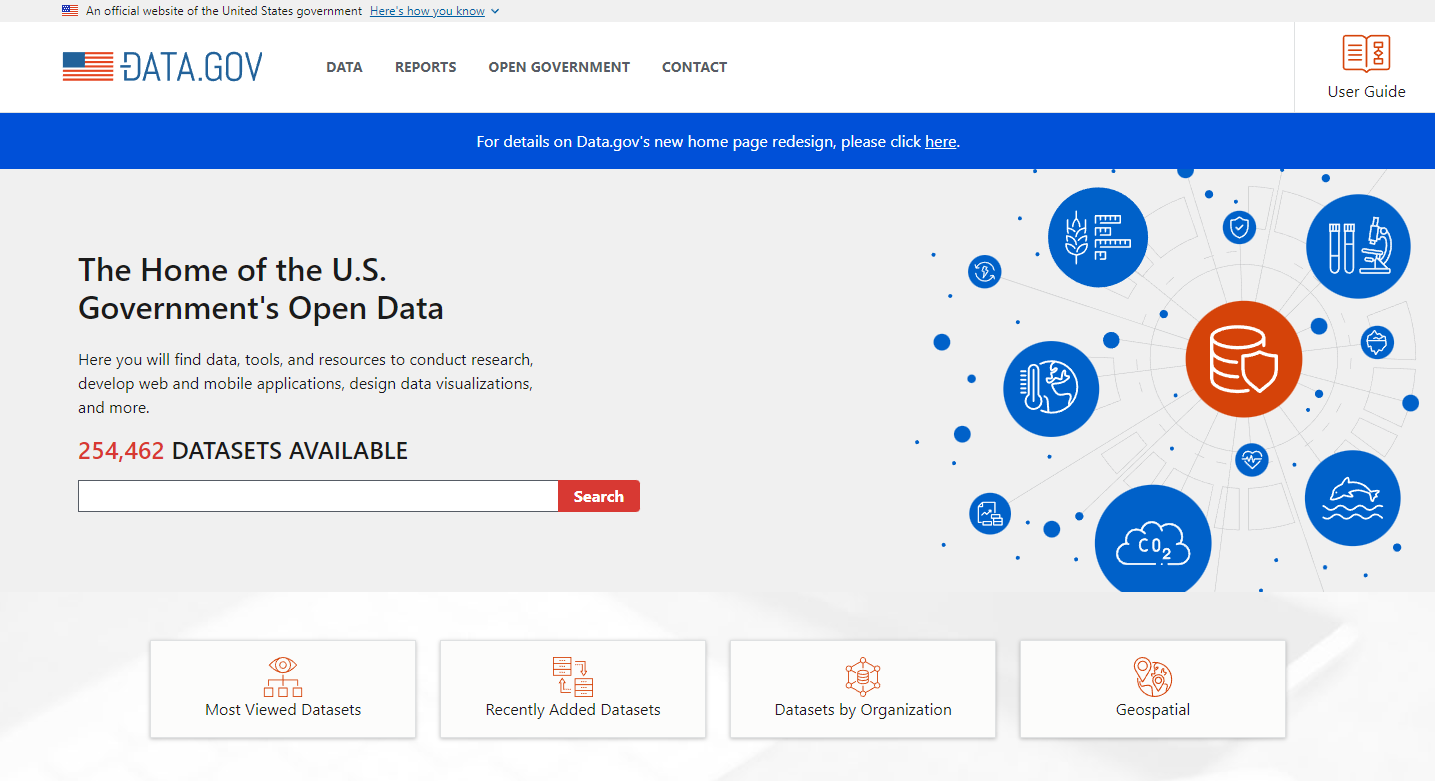 An official website of the United States government Here's how you know
DATA.GOV
DATA REPORTS OPEN GOVERNMENT CONTACT
User Guide
For details on Data.gov's new home page redesign, please click here.
The Home of the U.S.
Government's Open Data
Here you will find data, tools, and resources to conduct research,
develop web and mobile applications, design data visualizations,
and more.
254,462 DATASETS AVAILABLE
Search
CO2
Most Viewed Datasets
Recently Added Datasets
Datasets by Organization
Geospatial